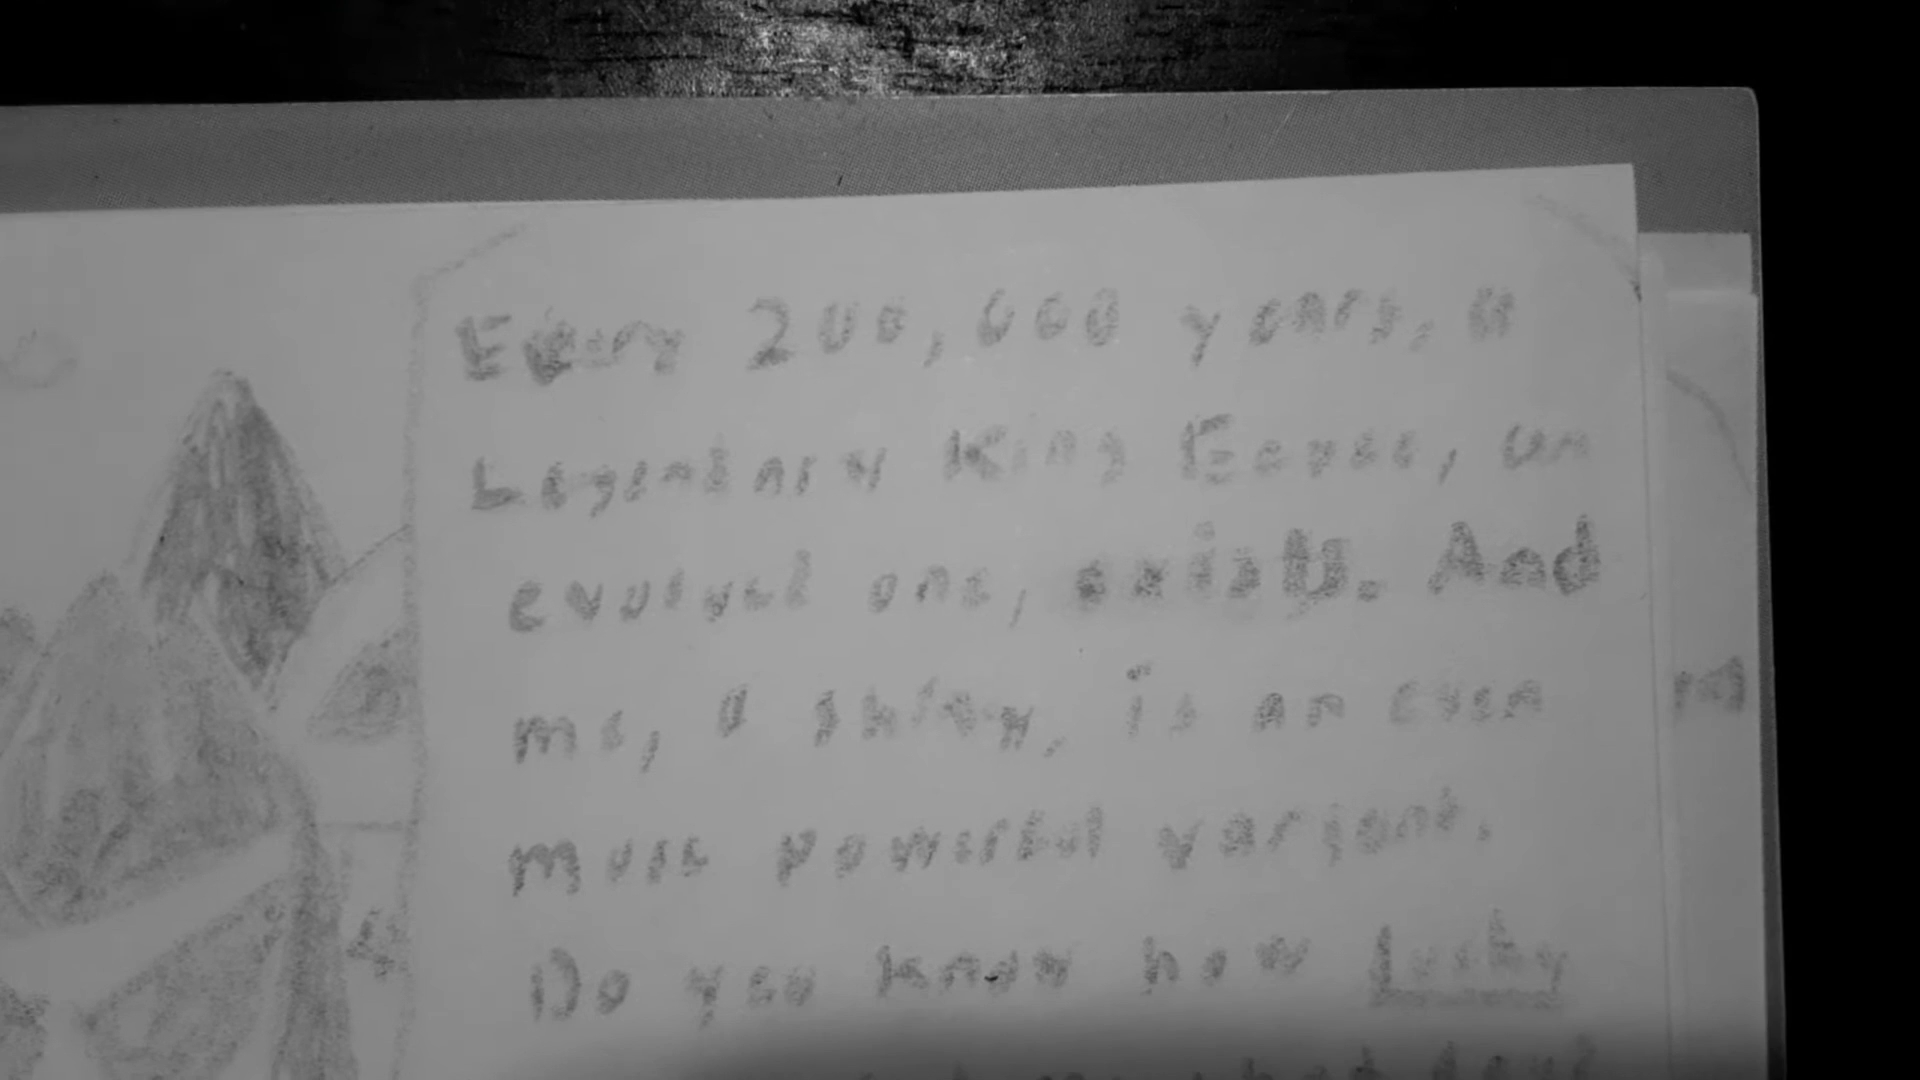 Every 200,000 years, a
Legendary King Eevee, an
evolved one, exists. And
me, a shiny, is an even
more powerful variant.
Do you know how lucky